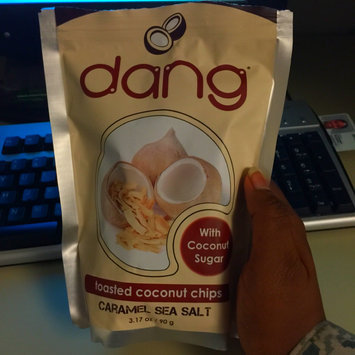 dang
With
Coconut
Sugar
toasted coconut chips
CARAMEL SEA SALT
3.17 oz / 90 g